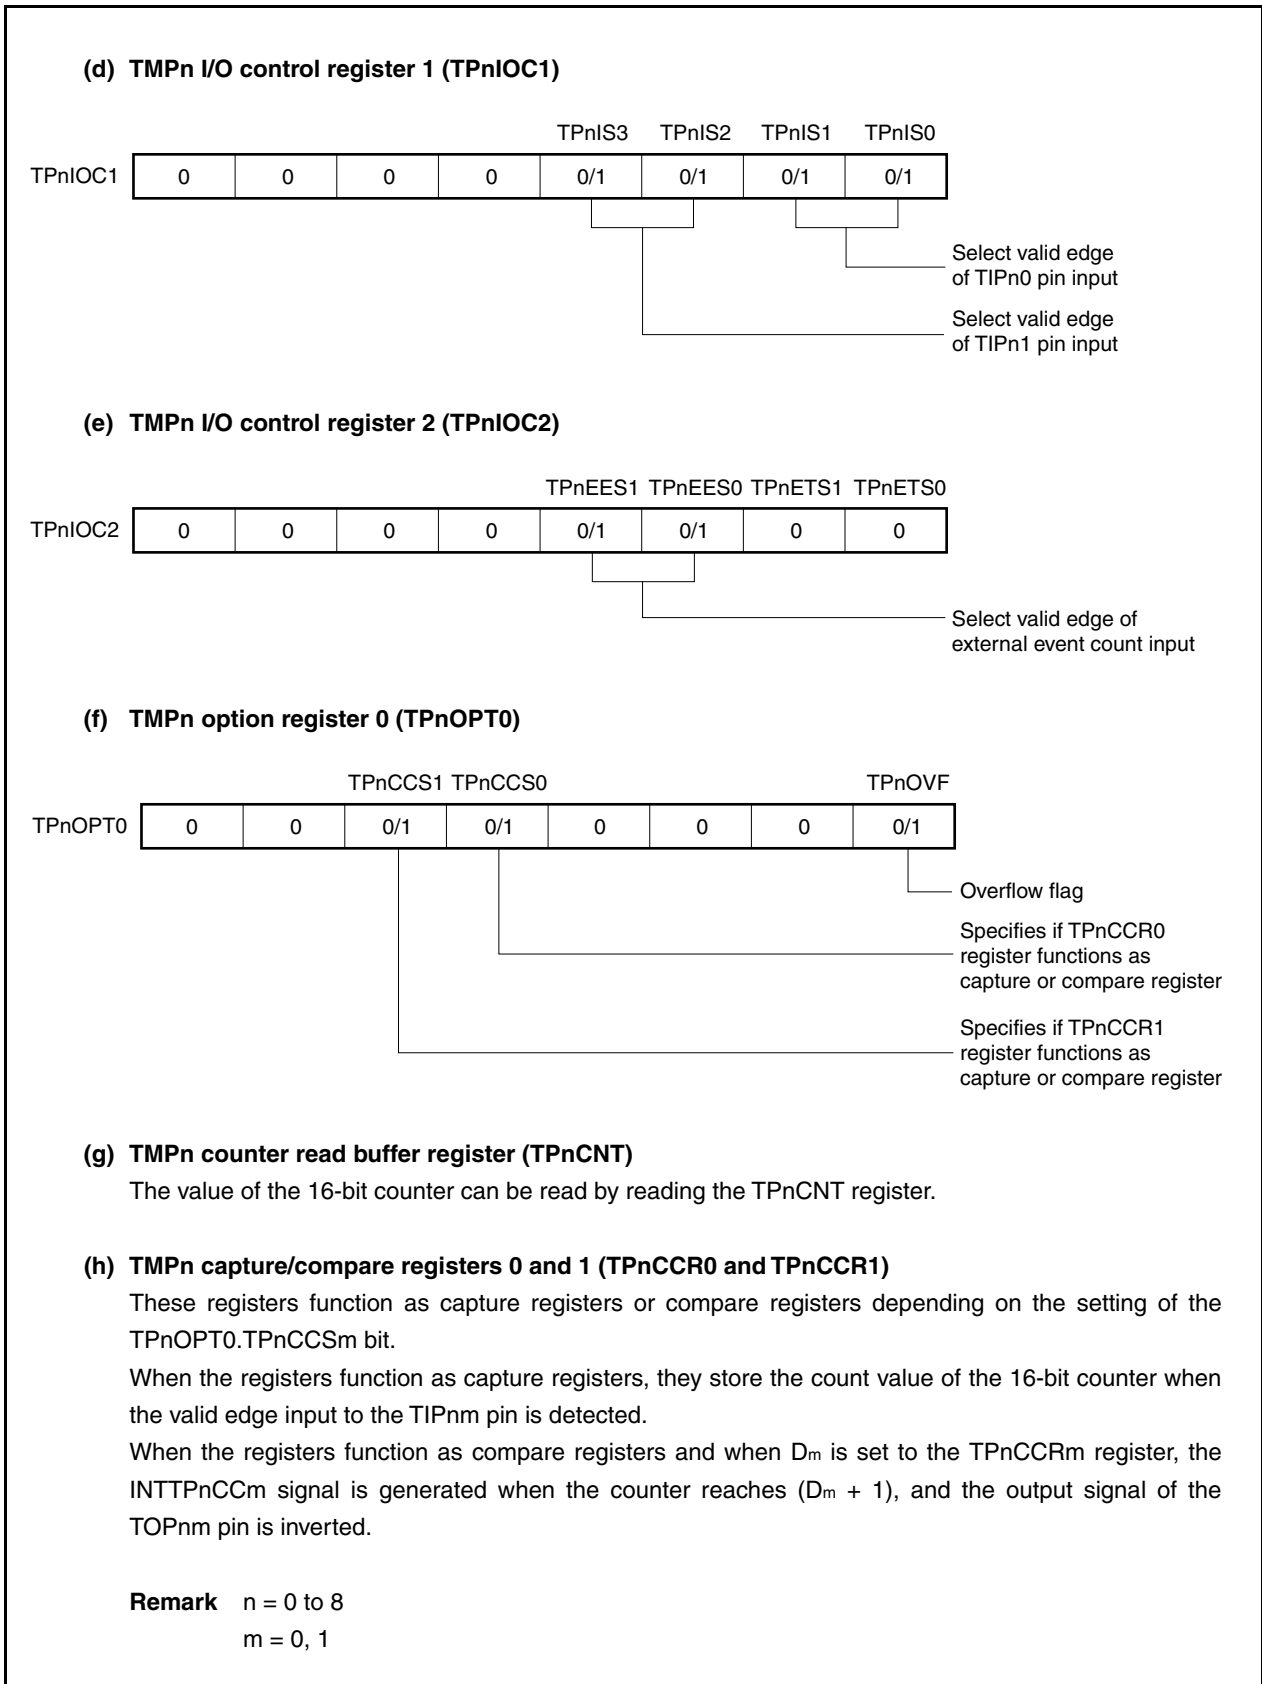 (d) TMPn I/O control register 1 (TPnIOC1)
TPnIS3 TPnIS2 TPnIS1 TPnIS0
TPnIOC1 0 0 0 0 0/1 0/1 0/1 0/1
Select valid edge
of TIPn0 pin input
Select valid edge
of TIPn1 pin input
(e) TMPn I/O control register 2 (TPnIOC2)
TPnEES1 TPnEES0 TPnETS1 TPnETS0
TPnIOC2 0 0 0 0 0/1 0/1 0 0
Select valid edge of
external event count input
(f) TMPn option register 0 (TPnOPT0)
TPnCCS1 TPnCCS0 TPnOVF
TPnOPT0 0 0 0/1 0/1 0 0 0 0/1
Overflow flag
Specifies if TPnCCR0
register functions as
capture or compare register
Specifies if TPnCCR1
register functions as
capture or compare register
(g) TMPn counter read buffer register (TPnCNT)
The value of the 16-bit counter can be read by reading the TPnCNT register.
(h) TMPn capture/compare registers 0 and 1 (TPnCCR0 and TPnCCR1)
These registers function as capture registers or compare registers depending on the setting of the
TPnOPT0.TPnCCSm bit.
When the registers function as capture registers, they store the count value of the 16-bit counter when
the valid edge input to the TIPnm pin is detected.
When the registers function as compare registers and when Dm is set to the TPnCCRm register, the
INTTPnCCm signal is generated when the counter reaches (Dm + 1), and the output signal of the
TOPnm pin is inverted.
Remark n = 0 to 8
m = 0, 1